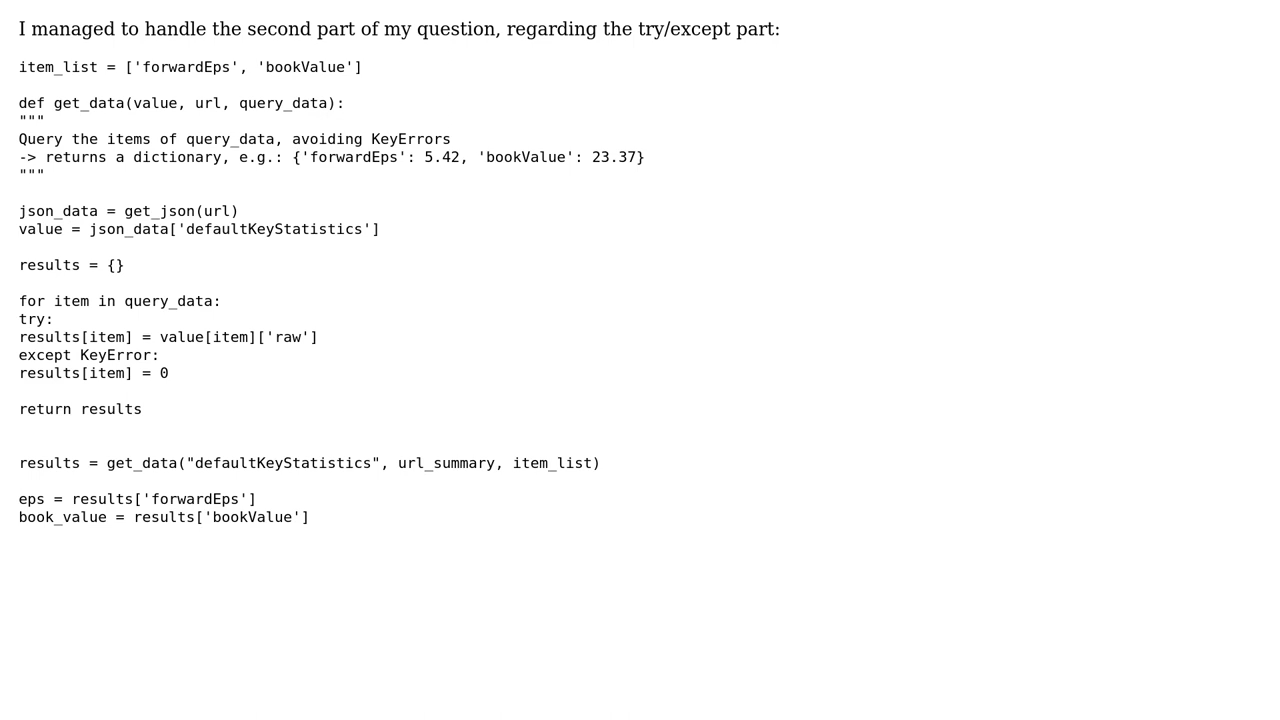 I managed to handle the second part of my question, regarding the try/except part:
item_list = ['forwardEps', 'bookValue']
def get_data(value, url, query_data):
"""
Query the items of query_data, avoiding KeyErrors
-> returns a dictionary, e.g.: {'forwardEps': 5.42, 'bookValue': 23.37}
"""
json_data = get_json(url)
value = json_data['defaultKeyStatistics']
results = {}
for item in query_data:
try:
results[item] = value[item]['raw']
except KeyError:
results[item] = 0
return results
results = get_data("defaultKeyStatistics", url_summary, item_list)
eps = results['forwardEps']
book_value = results['bookValue']